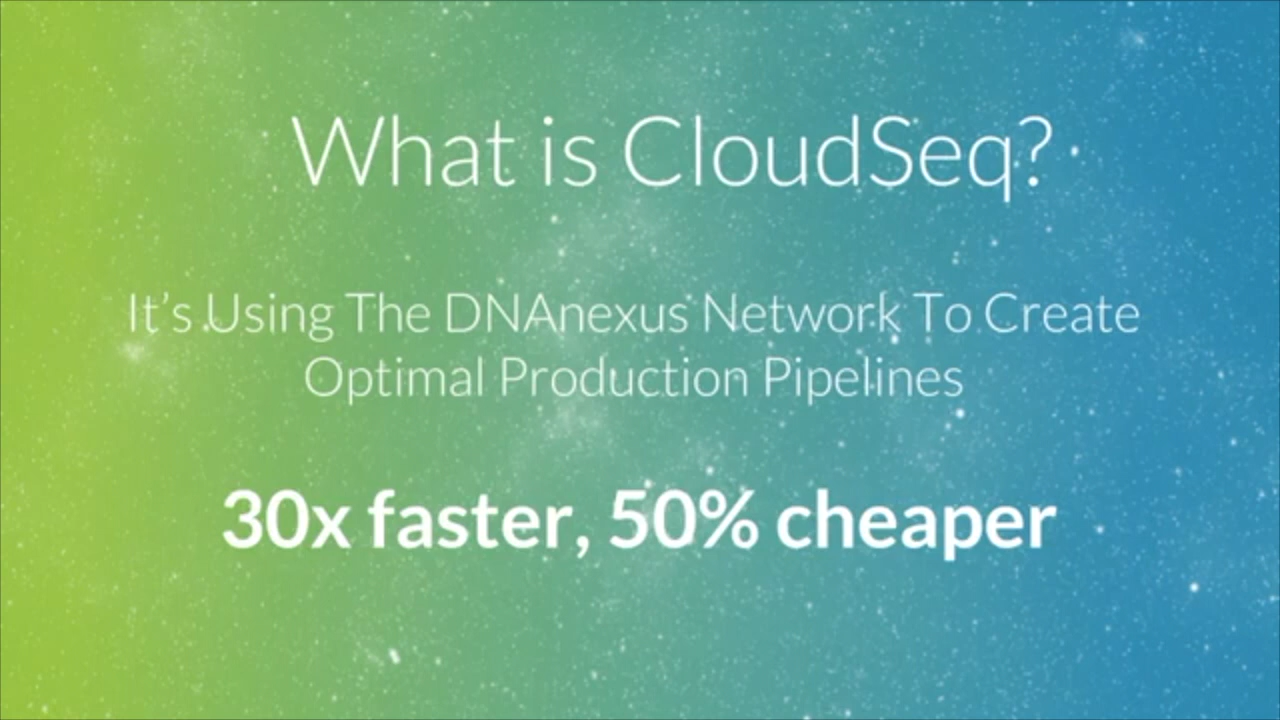 What is CloudSeq?
It’s Using The DNAnexus Network To Create
Optimal Production Pipelines
30x faster, 50% cheaper